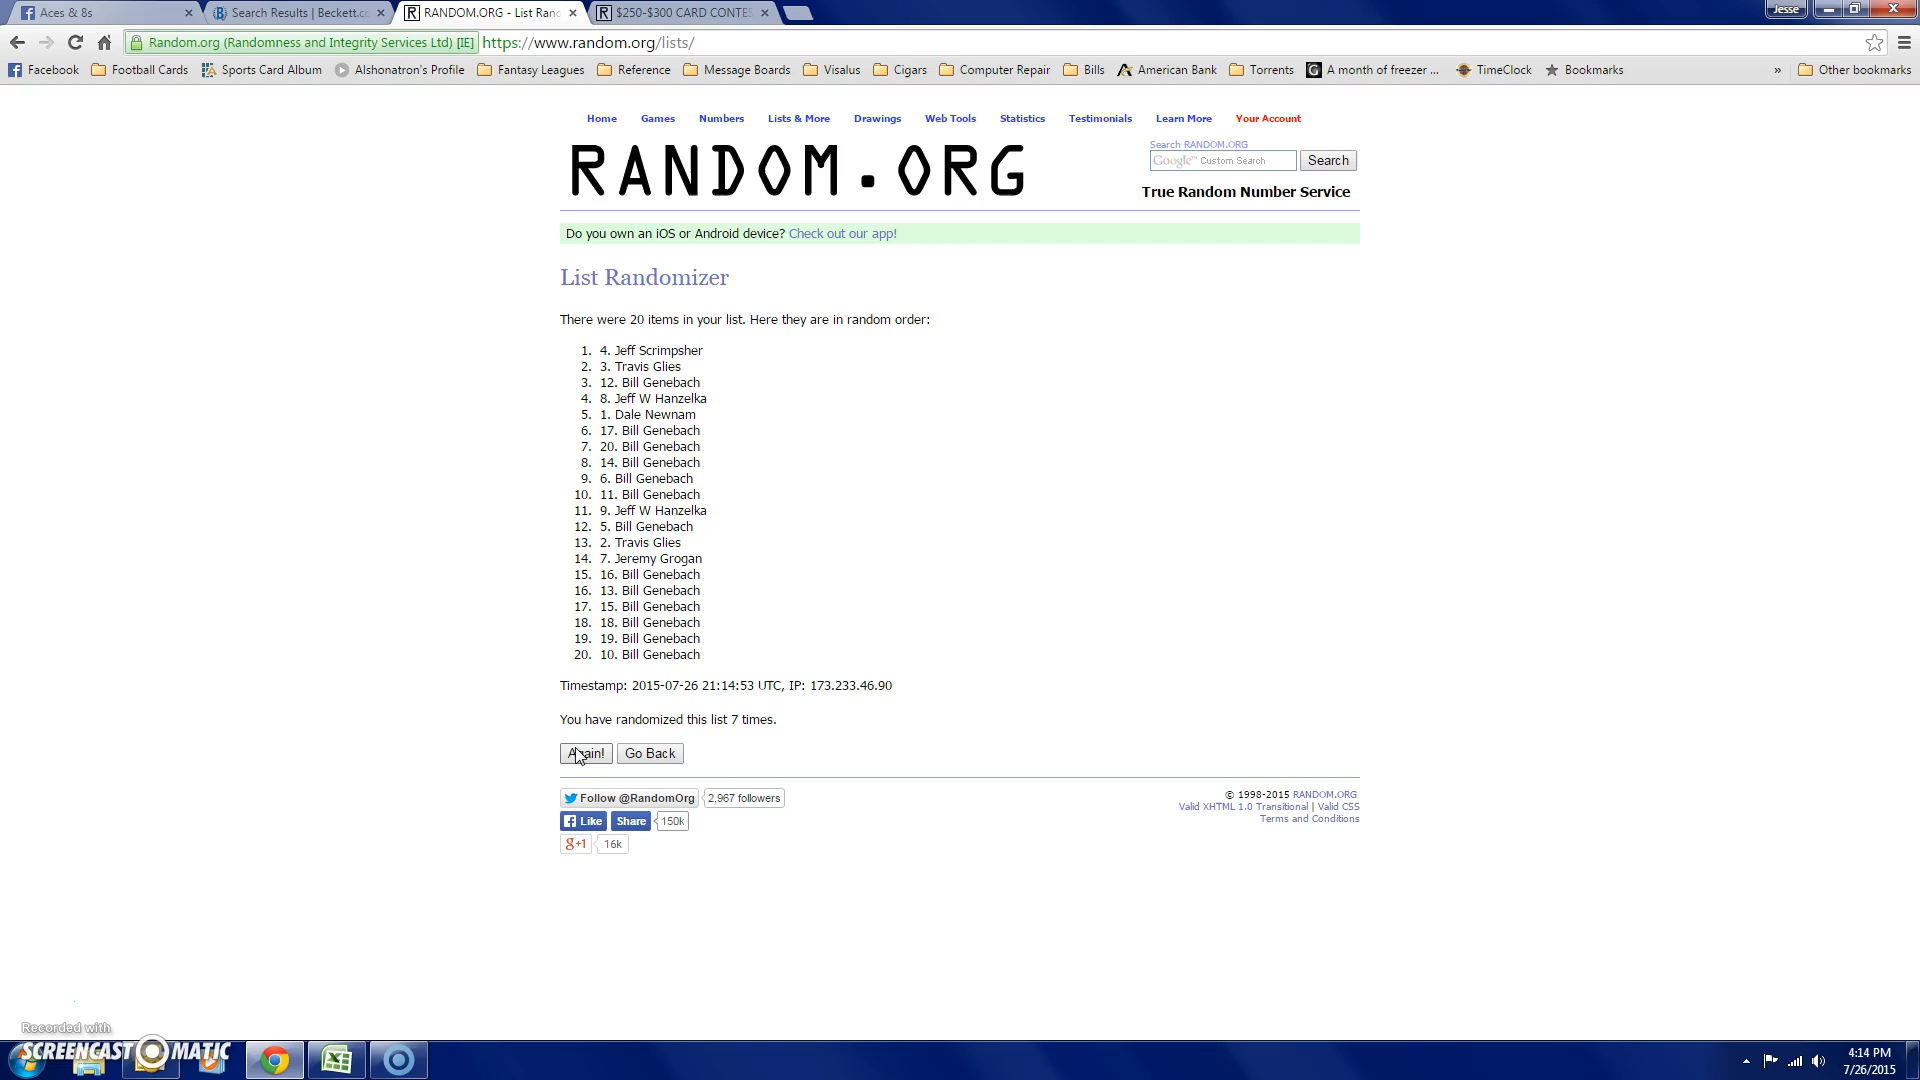 Aces & 8s
Search Results | Beckett.co
RANDOM.ORG - List Rand
$250-$300 CARD CONTES
Jesse
Random.org (Randomness and Integrity Services Ltd) [IE]
https://www.random.org/lists/
Facebook
Football Cards
Sports Card Album
Alshonatron's Profile
Fantasy Leagues
Reference
Message Boards
Visalus
Cigars
Computer Repair
Bills
American Bank
Torrents
A month of freezer ...
TimeClock
Bookmarks
»
Other bookmarks
Home
Games
Numbers
Lists & More
Drawings
Web Tools
Statistics
Testimonials
Learn More
Your Account
RANDOM.ORG
Search RANDOM.ORG
Google™ Custom Search
Search
True Random Number Service
Do you own an iOS or Android device? Check out our app!
List Randomizer
There were 20 items in your list. Here they are in random order:
1. 4. Jeff Scrimpsher
2. 3. Travis Glies
3. 12. Bill Genebach
4. 8. Jeff W Hanzelka
5. 1. Dale Newnam
6. 17. Bill Genebach
7. 20. Bill Genebach
8. 14. Bill Genebach
9. 6. Bill Genebach
10. 11. Bill Genebach
11. 9. Jeff W Hanzelka
12. 5. Bill Genebach
13. 2. Travis Glies
14. 7. Jeremy Grogan
15. 16. Bill Genebach
16. 13. Bill Genebach
17. 15. Bill Genebach
18. 18. Bill Genebach
19. 19. Bill Genebach
20. 10. Bill Genebach
Timestamp: 2015-07-26 21:14:53 UTC, IP: 173.233.46.90
You have randomized this list 7 times.
Again!
Go Back
Follow @RandomOrg
2,967 followers
Like
Share
150k
g+1
16k
© 1998-2015 RANDOM.ORG
Valid XHTML 1.0 Transitional | Valid CSS
Terms and Conditions
Recorded with
SCREENCAST MATIC
4:14 PM
7/26/2015